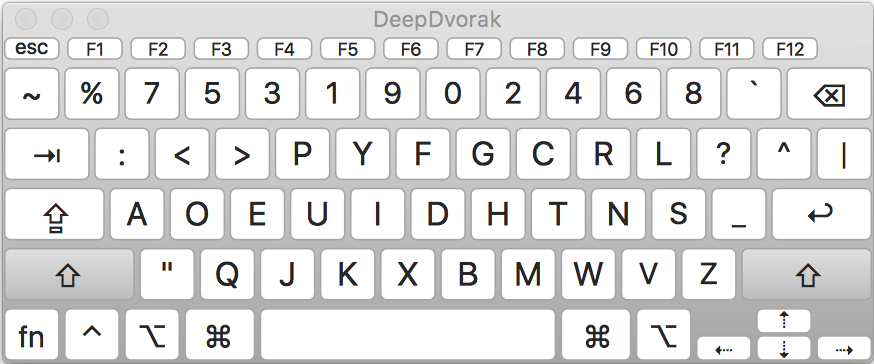 DeepDvorak
esc F1 F2 F3 F4 F5 F6 F7 F8 F9 F10 F11 F12
~ % 7 5 3 1 9 0 2 4 6 8 ` ⌫
⇥ : < > P Y F G C R L ? ^ |
⇪ A O E U I D H T N S _ ↩
⇧ " Q J K X B M W V Z ⇧
fn ^ ⌥ ⌘ ⌘ ⌥ ⇠ ⇡ ⇣ ⇢